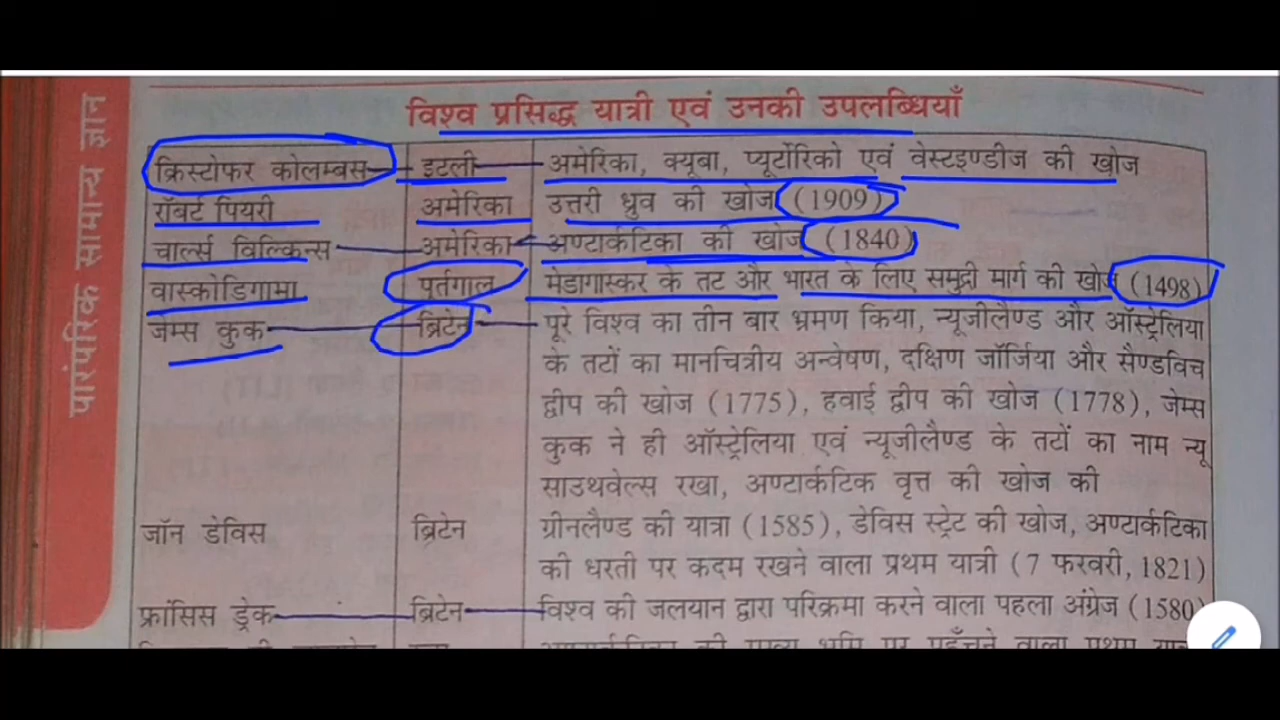 पारंपरिक सामान्य ज्ञान
विश्व प्रसिद्ध यात्री एवं उनकी उपलब्धियाँ
क्रिस्टोफर कोलम्बस इटली अमेरिका, क्यूबा, प्यूर्टोरिको एवं वेस्टइण्डीज की खोज
रॉबर्ट पियरी अमेरिका उत्तरी ध्रुव की खोज (1909)
चार्ल्स विल्किन्स अमेरिका अण्टार्कटिका की खोज (1840)
वास्कोडिगामा पुर्तगाल मेडागास्कर के तट और भारत के लिए समुद्री मार्ग की खोज (1498)
जेम्स कुक ब्रिटेन पूरे विश्व का तीन बार भ्रमण किया, न्यूजीलैण्ड और ऑस्ट्रेलिया
के तटों का मानचित्रीय अन्वेषण, दक्षिण जॉर्जिया और सैण्डविच
द्वीप की खोज (1775), हवाई द्वीप की खोज (1778), जेम्स
कुक ने ही ऑस्ट्रेलिया एवं न्यूजीलैण्ड के तटों का नाम न्यू
साउथवेल्स रखा, अण्टार्कटिक वृत्त की खोज की
जॉन डेविस ब्रिटेन ग्रीनलैण्ड की यात्रा (1585), डेविस स्ट्रेट की खोज, अण्टार्कटिका
की धरती पर कदम रखने वाला प्रथम यात्री (7 फरवरी, 1821)
फ्रांसिस ड्रेक ब्रिटेन विश्व की जलयान द्वारा परिक्रमा करने वाला पहला अंग्रेज (1580)